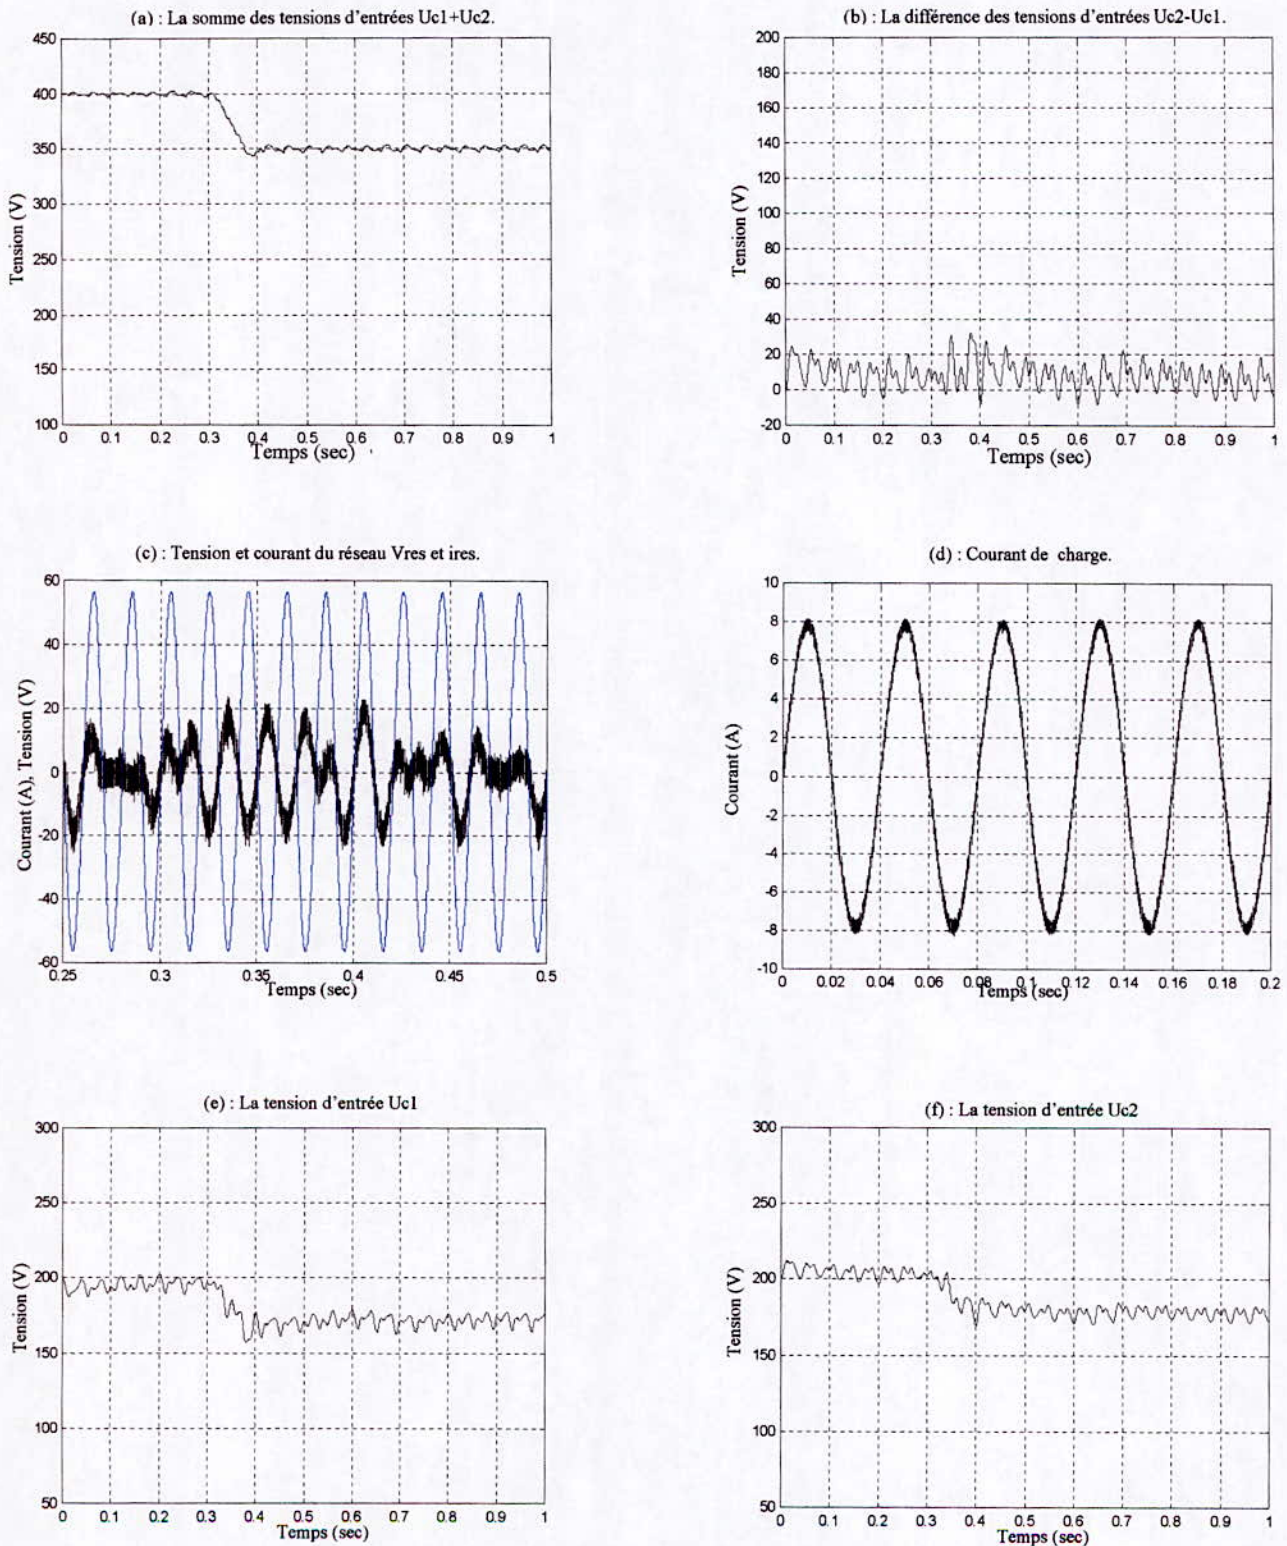 (a) : La somme des tensions d'entrées Uc1+Uc2.
450
400
350
300
250
200
150
100
Tension (V)
0 0.1 0.2 0.3 0.4 0.5 0.6 0.7 0.8 0.9 1
Temps (sec)
(b) : La différence des tensions d'entrées Uc2-Uc1.
200
180
160
140
120
100
80
60
40
20
0
-20
Tension (V)
0 0.1 0.2 0.3 0.4 0.5 0.6 0.7 0.8 0.9 1
Temps (sec)
(c) : Tension et courant du réseau Vres et ires.
60
40
20
0
-20
-40
-60
Courant (A), Tension (V)
0.25 0.3 0.35 0.4 0.45 0.5
Temps (sec)
(d) : Courant de charge.
10
8
6
4
2
0
-2
-4
-6
-8
-10
Courant (A)
0 0.02 0.04 0.06 0.08 0.1 0.12 0.14 0.16 0.18 0.2
Temps (sec)
(e) : La tension d'entrée Uc1
300
250
200
150
100
50
Tension (V)
0 0.1 0.2 0.3 0.4 0.5 0.6 0.7 0.8 0.9 1
Temps (sec)
(f) : La tension d'entrée Uc2
300
250
200
150
100
50
Tension (V)
0 0.1 0.2 0.3 0.4 0.5 0.6 0.7 0.8 0.9 1
Temps (sec)